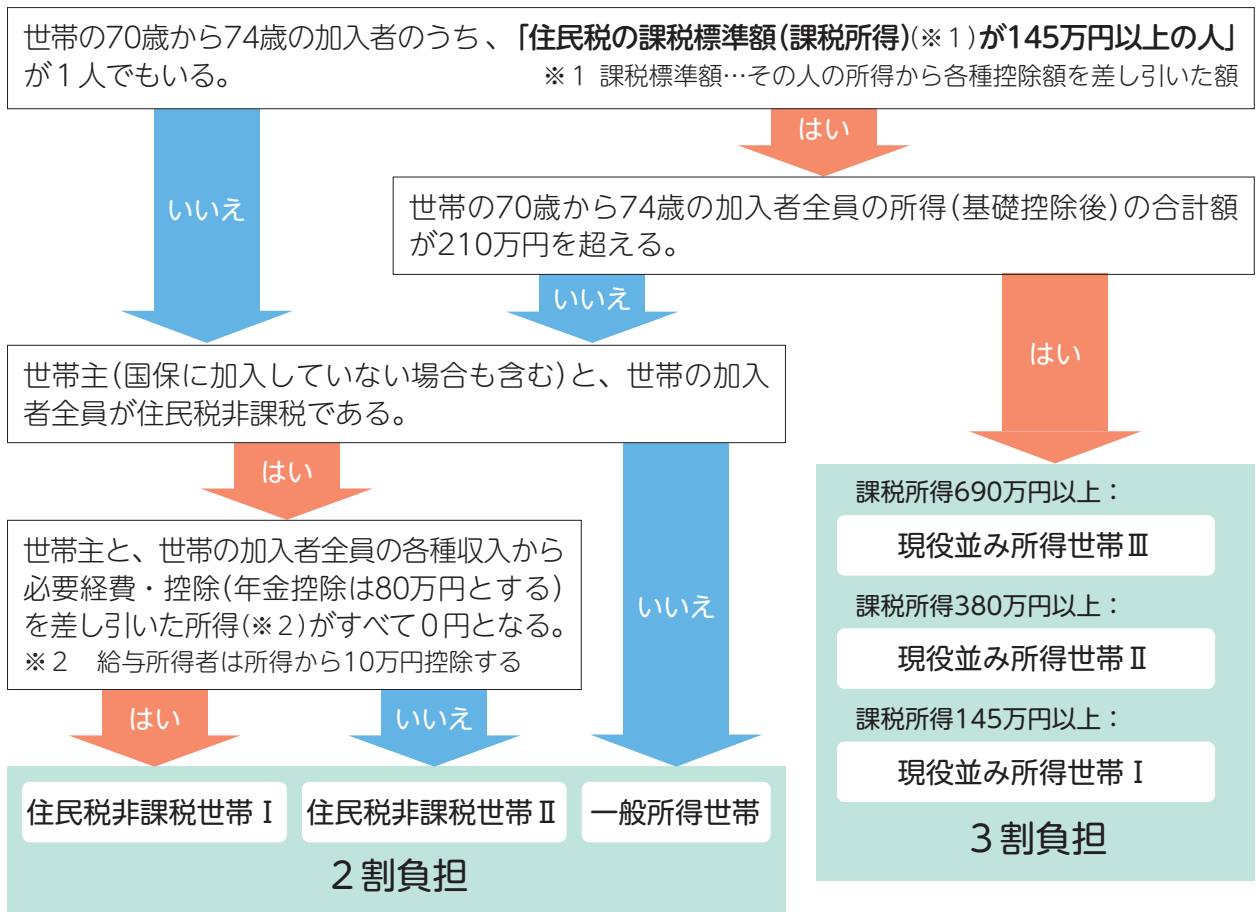 世帯の70歳から74歳の加入者のうち、「住民税の課税標準額(課税所得)(※1)が145万円以上の人」
が1人でもいる。
※1 課税標準額…その人の所得から各種控除額を差し引いた額
はい
いいえ
世帯の70歳から74歳の加入者全員の所得(基礎控除後)の合計額
が210万円を超える。
いいえ
はい
世帯主(国保に加入していない場合も含む)と、世帯の加入
者全員が住民税非課税である。
はい
いいえ
世帯主と、世帯の加入者全員の各種収入から
必要経費・控除(年金控除は80万円とする)
を差し引いた所得(※2)がすべて0円となる。
※2 給与所得者は所得から10万円控除する
はい
いいえ
住民税非課税世帯Ⅰ
住民税非課税世帯Ⅱ
一般所得世帯
2割負担
課税所得690万円以上：
現役並み所得世帯Ⅲ
課税所得380万円以上：
現役並み所得世帯Ⅱ
課税所得145万円以上：
現役並み所得世帯Ⅰ
3割負担